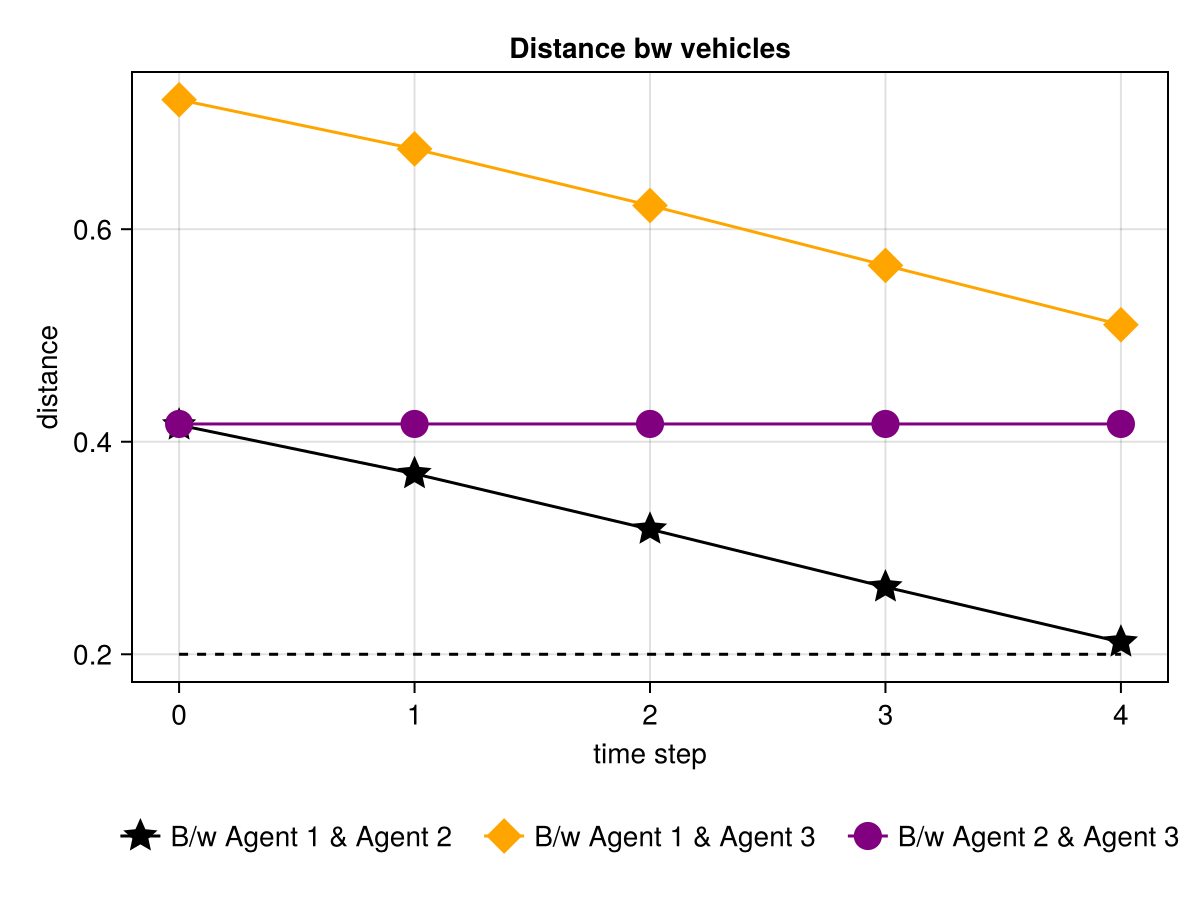 Distance bw vehicles
distance
0.6
0.4
0.2
0 1 2 3 4
time step
B/w Agent 1 & Agent 2 B/w Agent 1 & Agent 3 B/w Agent 2 & Agent 3